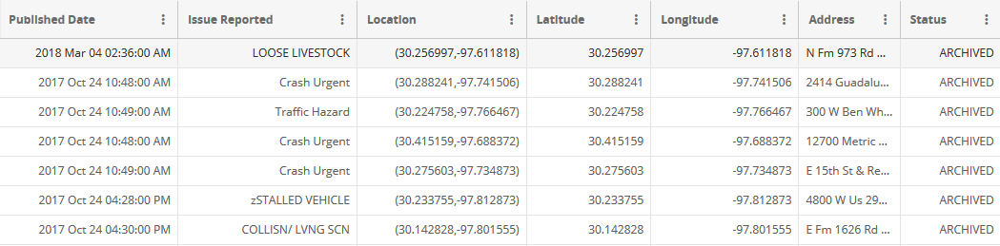 Published Date Issue Reported Location Latitude Longitude Address Status
2018 Mar 04 02:36:00 AM LOOSE LIVESTOCK (30.256997,-97.611818) 30.256997 -97.611818 N Fm 973 Rd ... ARCHIVED
2017 Oct 24 10:48:00 AM Crash Urgent (30.288241,-97.741506) 30.288241 -97.741506 2414 Guadalu... ARCHIVED
2017 Oct 24 10:49:00 AM Traffic Hazard (30.224758,-97.766467) 30.224758 -97.766467 300 W Ben Wh... ARCHIVED
2017 Oct 24 10:48:00 AM Crash Urgent (30.415159,-97.688372) 30.415159 -97.688372 12700 Metric ... ARCHIVED
2017 Oct 24 10:49:00 AM Crash Urgent (30.275603,-97.734873) 30.275603 -97.734873 E 15th St & Re... ARCHIVED
2017 Oct 24 04:28:00 PM zSTALLED VEHICLE (30.233755,-97.812873) 30.233755 -97.812873 4800 W Us 29... ARCHIVED
2017 Oct 24 04:30:00 PM COLLISN/ LVNG SCN (30.142828,-97.801555) 30.142828 -97.801555 E Fm 1626 Rd ... ARCHIVED